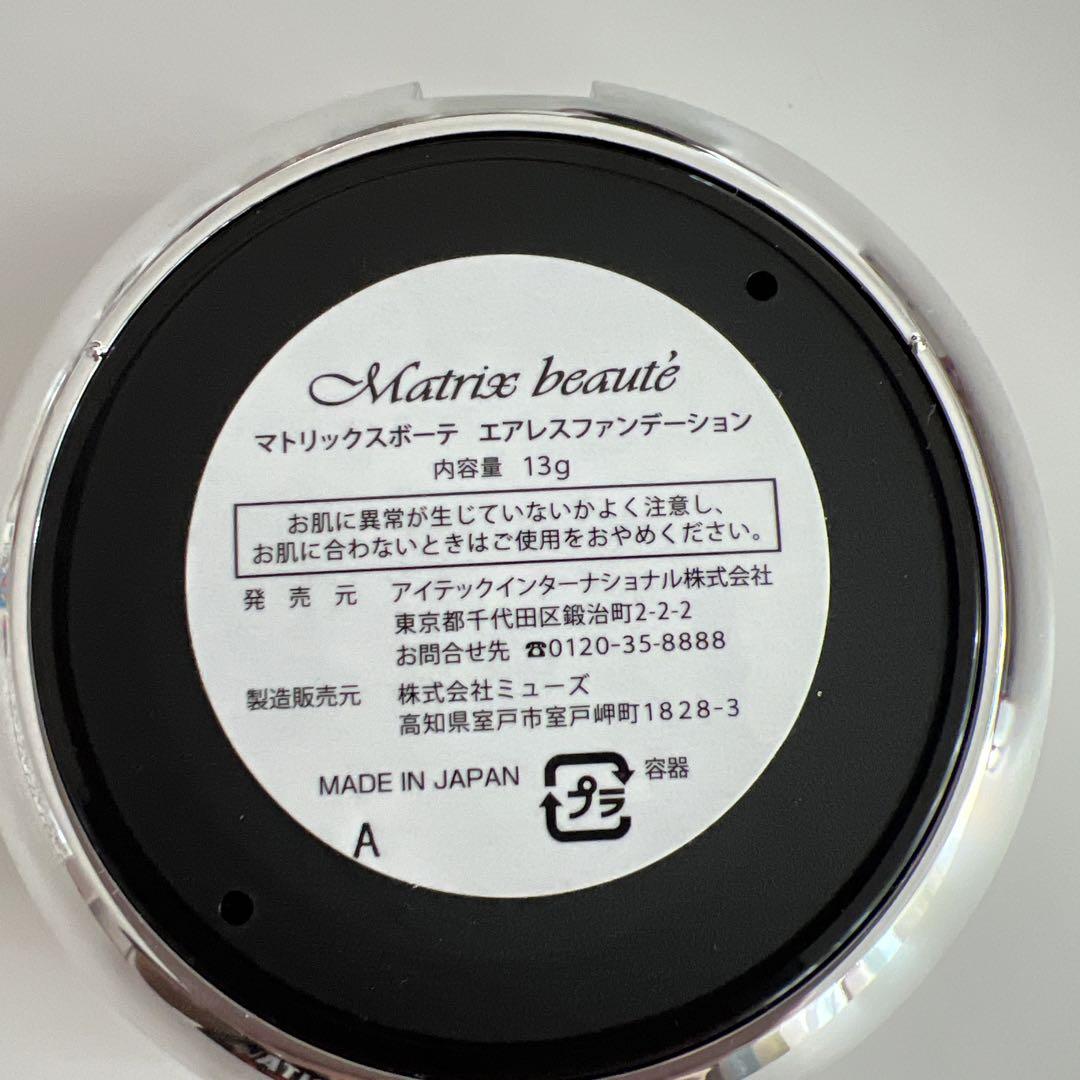 Matrix beauté
マトリックスボーテ エアレスファンデーション
内容量 13g
お肌に異常が生じていないかよく注意し、
お肌に合わないときはご使用をおやめください。
発売元 アイテックインターナショナル株式会社
東京都千代田区鍛冶町2-2-2
お問合せ先 ☎0120-35-8888
製造販売元 株式会社ミューズ
高知県室戸市室戸岬町1828-3
MADE IN JAPAN プラ 容器
A